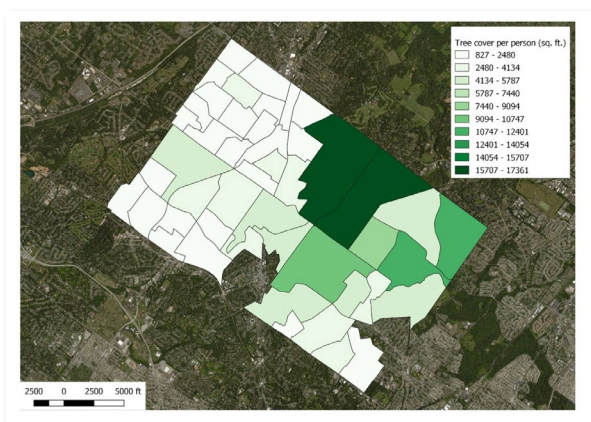 Tree cover per person (sq. ft.)
827 - 2480
2480 - 4134
4134 - 5787
5787 - 7440
7440 - 9094
9094 - 10747
10747 - 12401
12401 - 14054
14054 - 15707
15707 - 17361
2500 0 2500 5000 ft